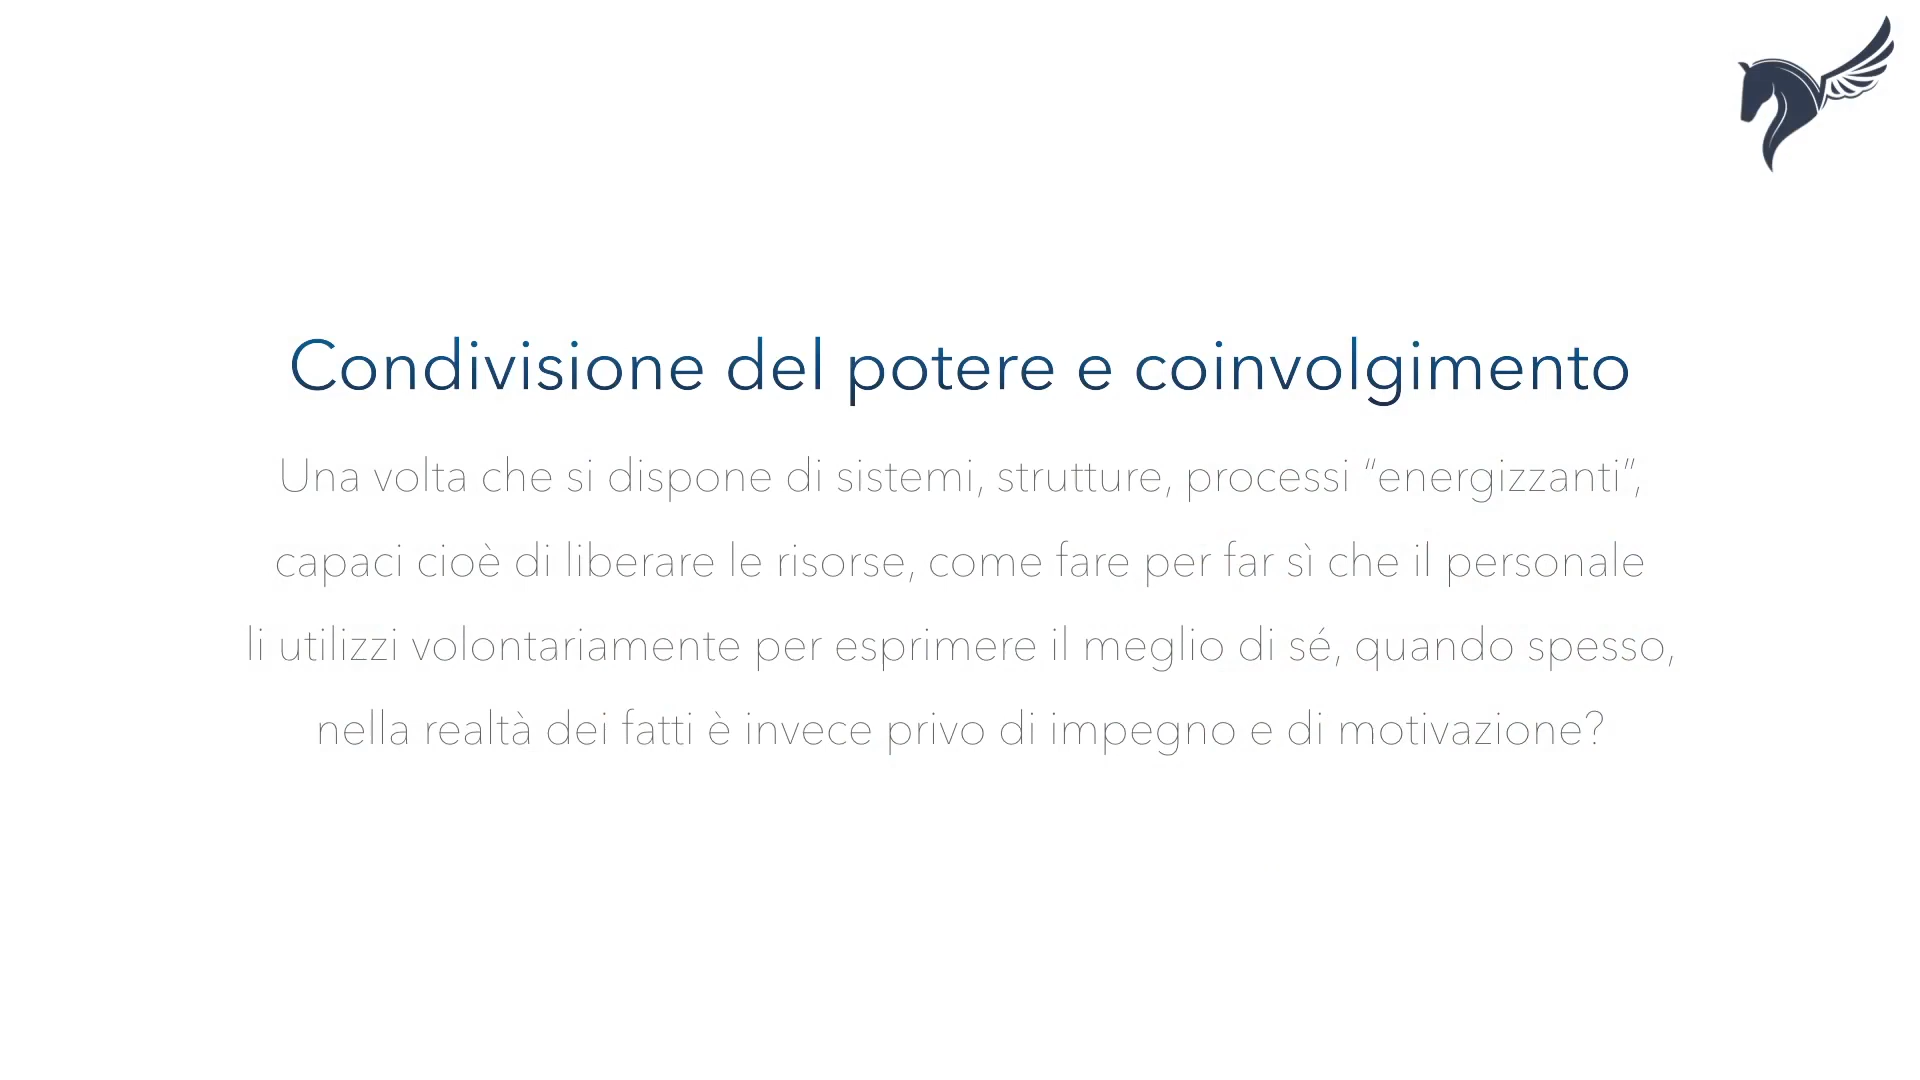 Condivisione del potere e coinvolgimento
Una volta che si dispone di sistemi, strutture, processi “energizzanti”,
capaci cioè di liberare le risorse, come fare per far sì che il personale
li utilizzi volontariamente per esprimere il meglio di sé, quando spesso,
nella realtà dei fatti è invece privo di impegno e di motivazione?